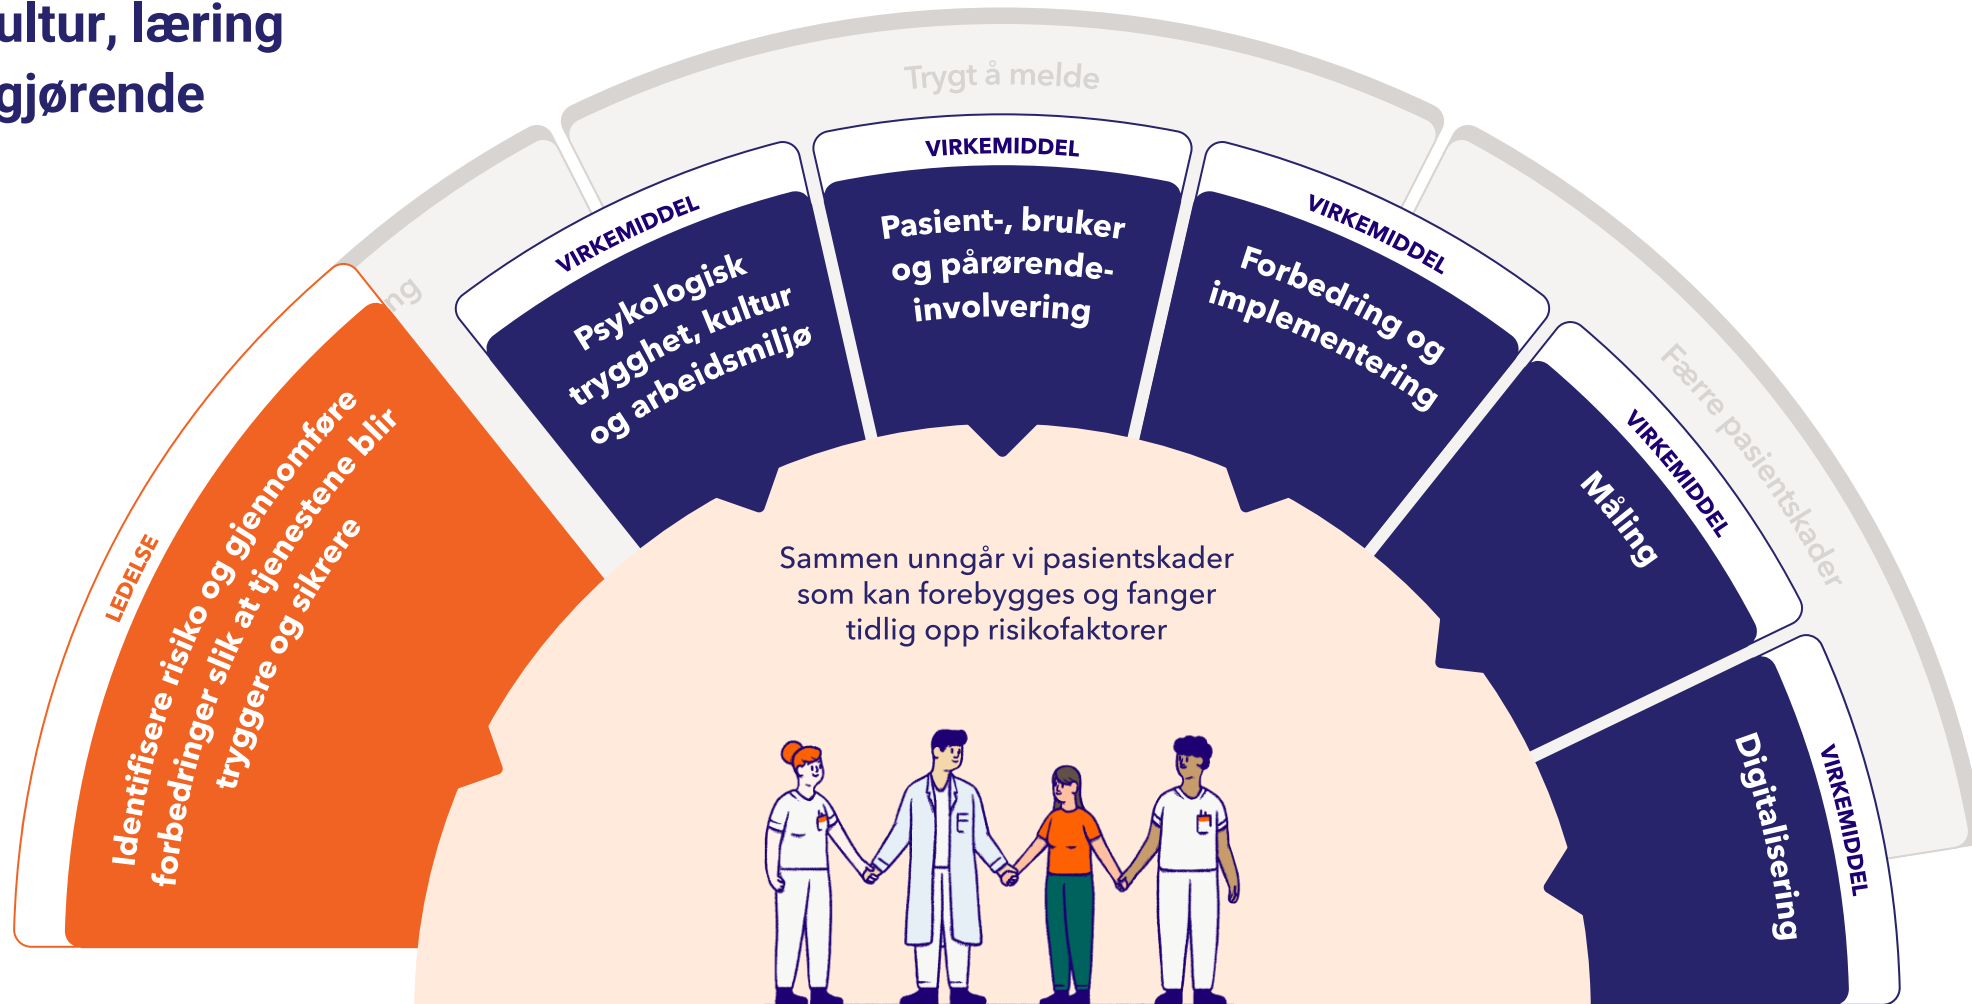 ultur, læring
gjørende
Trygt å melde
ng
Færre pasientskader
LEDELSE
Identifisere risiko og gjennomføre
forbedringer slik at tjenestene blir
tryggere og sikrere
VIRKEMIDDEL
Psykologisk
trygghet, kultur
og arbeidsmiljø
VIRKEMIDDEL
Pasient-, bruker
og pårørende-
involvering
VIRKEMIDDEL
Forbedring og
implementering
VIRKEMIDDEL
Måling
VIRKEMIDDEL
Digitalisering
Sammen unngår vi pasientskader
som kan forebygges og fanger
tidlig opp risikofaktorer